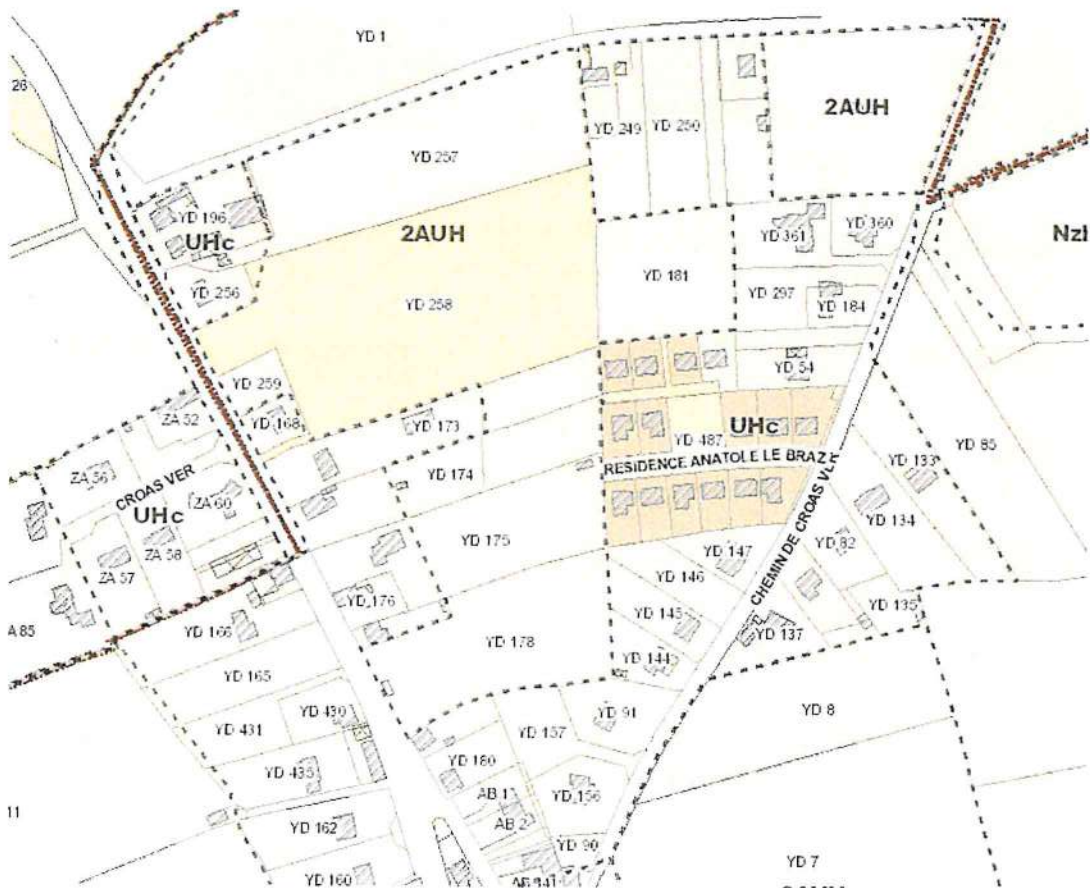 YD 1
26
2AUH
YD 249
YD 250
YD 257
YD 196
UHc
2AUH
YD 361
YD 360
YD 181
YD 256
YD 258
YD 297
YD 184
YD 54
YD 259
ZA 52
YD 168
YD 173
UHc
YD 487
RESIDENCE ANATOLE LE BRAZ
YD 85
ZA 56
CROAS VER
ZA 60
UHc
YD 174
YD 133
YD 134
ZA 58
ZA 57
YD 175
YD 147
YD 82
CHEMIN DE CROAS VER
YD 146
YD 176
YD 145
YD 135
YD 137
A 85
YD 166
YD 178
YD 144
YD 165
YD 91
YD 8
YD 431
YD 430
YD 157
YD 180
YD 435
AB 1
YD 156
AB 2
11
YD 162
YD 90
YD 160
YD 7